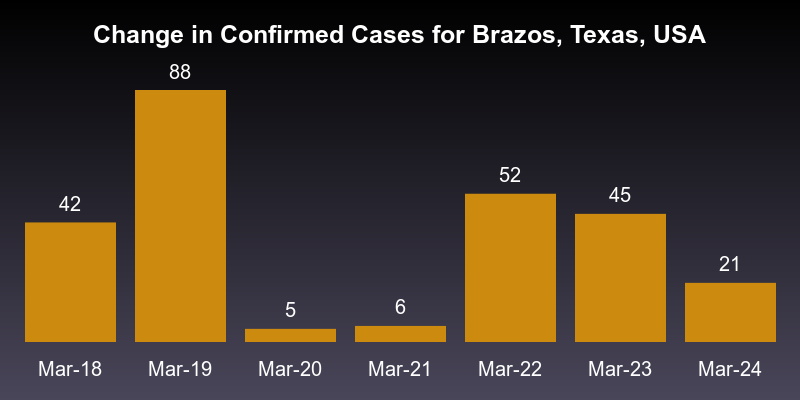 Change in Confirmed Cases for Brazos, Texas, USA
42
88
5
6
52
45
21
Mar-18
Mar-19
Mar-20
Mar-21
Mar-22
Mar-23
Mar-24